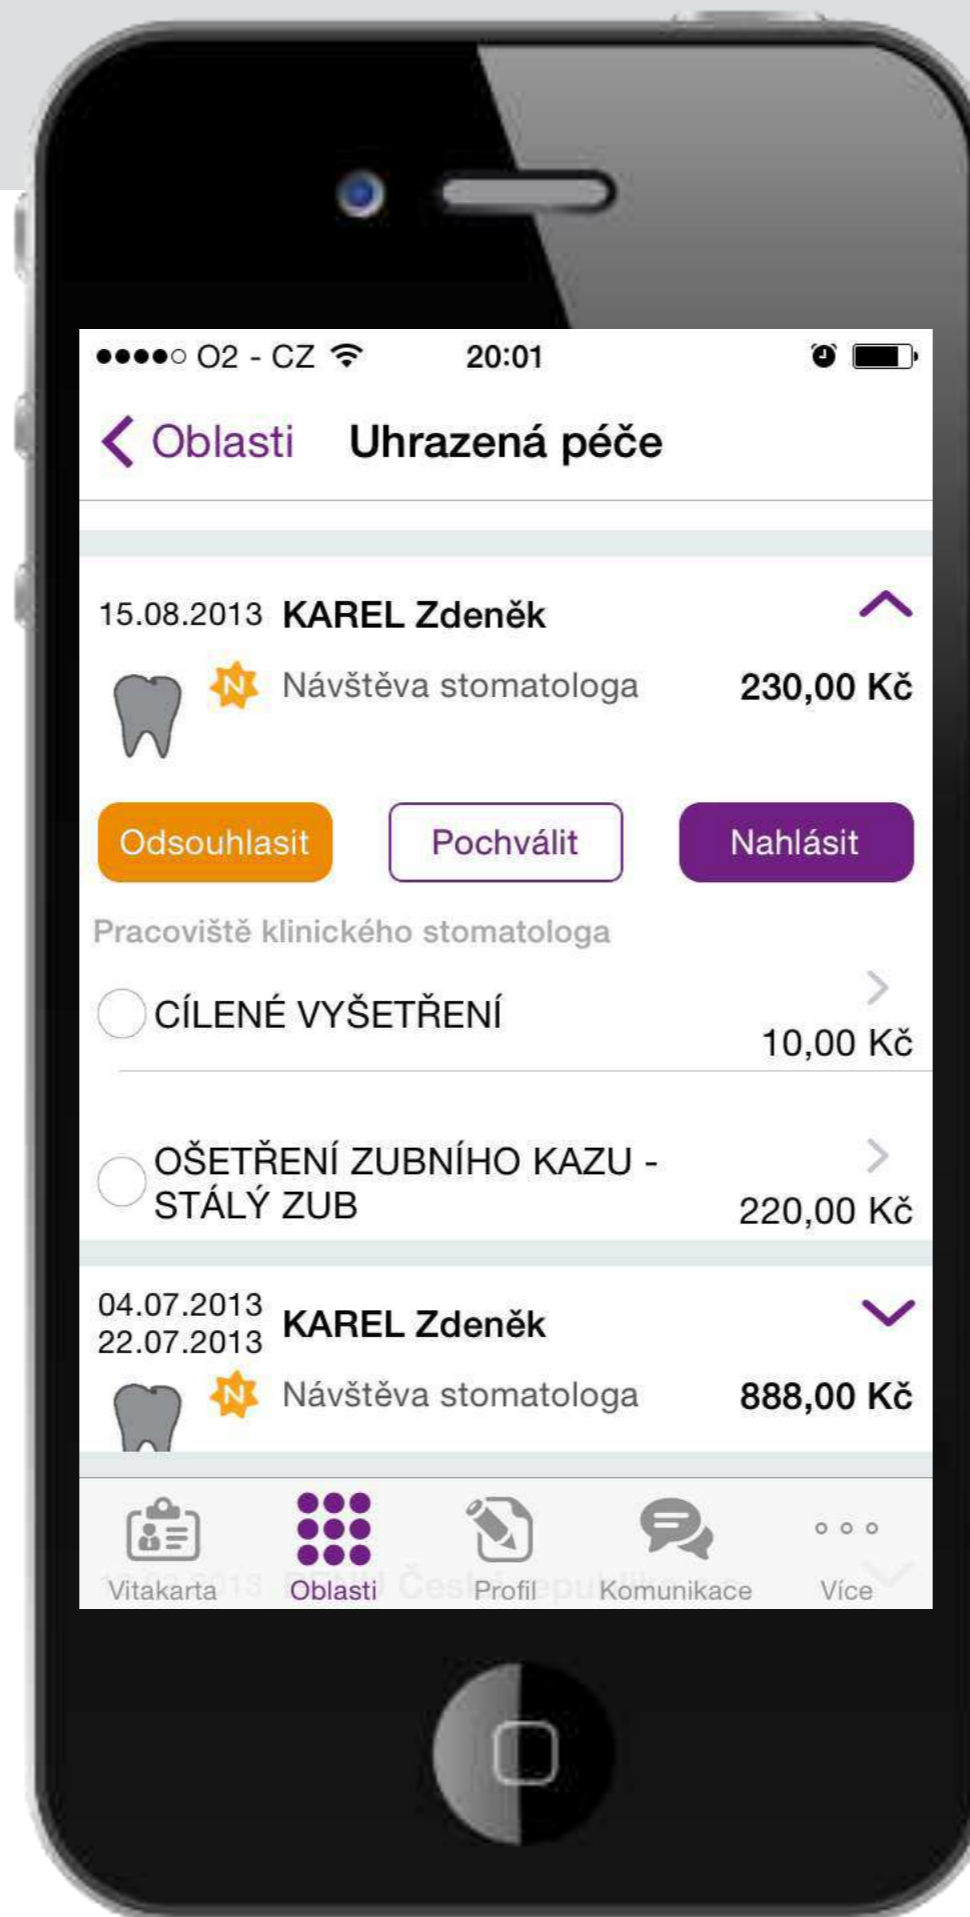 O2 - CZ 20:01
Oblasti Uhrazená péče
15.08.2013 KAREL Zdeněk
N Návštěva stomatologa 230,00 Kč
Odsouhlasit Pochválit Nahlásit
Pracoviště klinického stomatologa
CÍLENÉ VYŠETŘENÍ
10,00 Kč
OŠETŘENÍ ZUBNÍHO KAZU -
STÁLÝ ZUB
220,00 Kč
04.07.2013
22.07.2013
KAREL Zdeněk
N Návštěva stomatologa 888,00 Kč
Vitakarta Oblasti Profil Komunikace Více